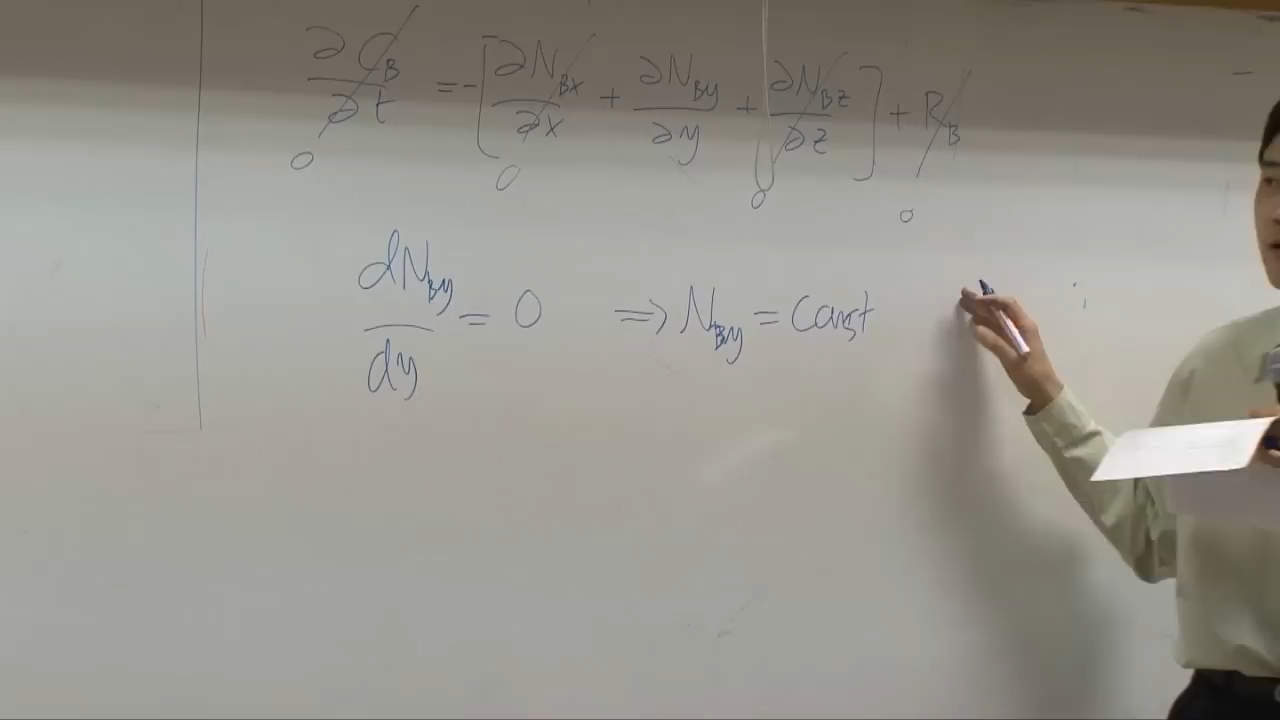 ∂C_B/∂t = -[∂N_Bx/∂x + ∂N_By/∂y + ∂N_Bz/∂z] + R_B
0 0 0 0
dN_By/dy = 0 ⇒ N_By = Const